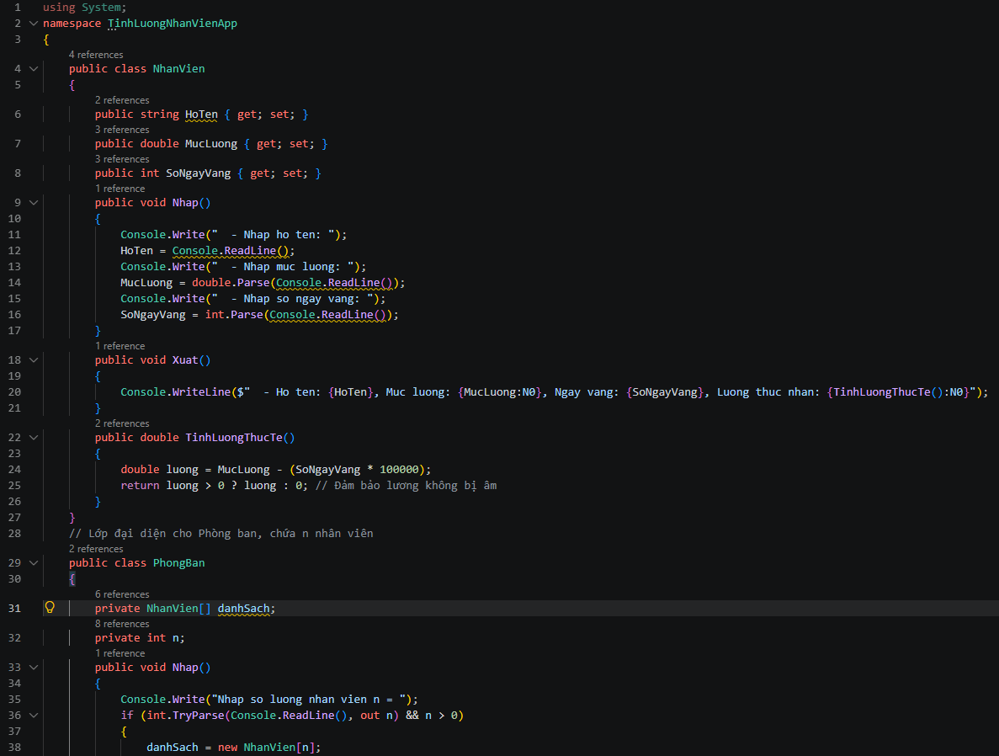 1 using System;
2 namespace TinhLuongNhanVienApp
3 {
4 references
4 public class NhanVien
5 {
2 references
6 public string HoTen { get; set; }
3 references
7 public double MucLuong { get; set; }
3 references
8 public int SoNgayVang { get; set; }
1 reference
9 public void Nhap()
10 {
11 Console.Write("  - Nhap ho ten: ");
12 HoTen = Console.ReadLine();
13 Console.Write("  - Nhap muc luong: ");
14 MucLuong = double.Parse(Console.ReadLine());
15 Console.Write("  - Nhap so ngay vang: ");
16 SoNgayVang = int.Parse(Console.ReadLine());
17 }
1 reference
18 public void Xuat()
19 {
20 Console.WriteLine($"  - Ho ten: {HoTen}, Muc luong: {MucLuong:N0}, Ngay vang: {SoNgayVang}, Luong thuc nhan: {TinhLuongThucTe():N0}");
21 }
2 references
22 public double TinhLuongThucTe()
23 {
24 double luong = MucLuong - (SoNgayVang * 100000);
25 return luong > 0 ? luong : 0; // Đảm bảo lương không bị âm
26 }
27 }
28 // Lớp đại diện cho Phòng ban, chứa n nhân viên
2 references
29 public class PhongBan
30 {
6 references
31 private NhanVien[] danhSach;
8 references
32 private int n;
1 reference
33 public void Nhap()
34 {
35 Console.Write("Nhap so luong nhan vien n = ");
36 if (int.TryParse(Console.ReadLine(), out n) && n > 0)
37 {
38 danhSach = new NhanVien[n];